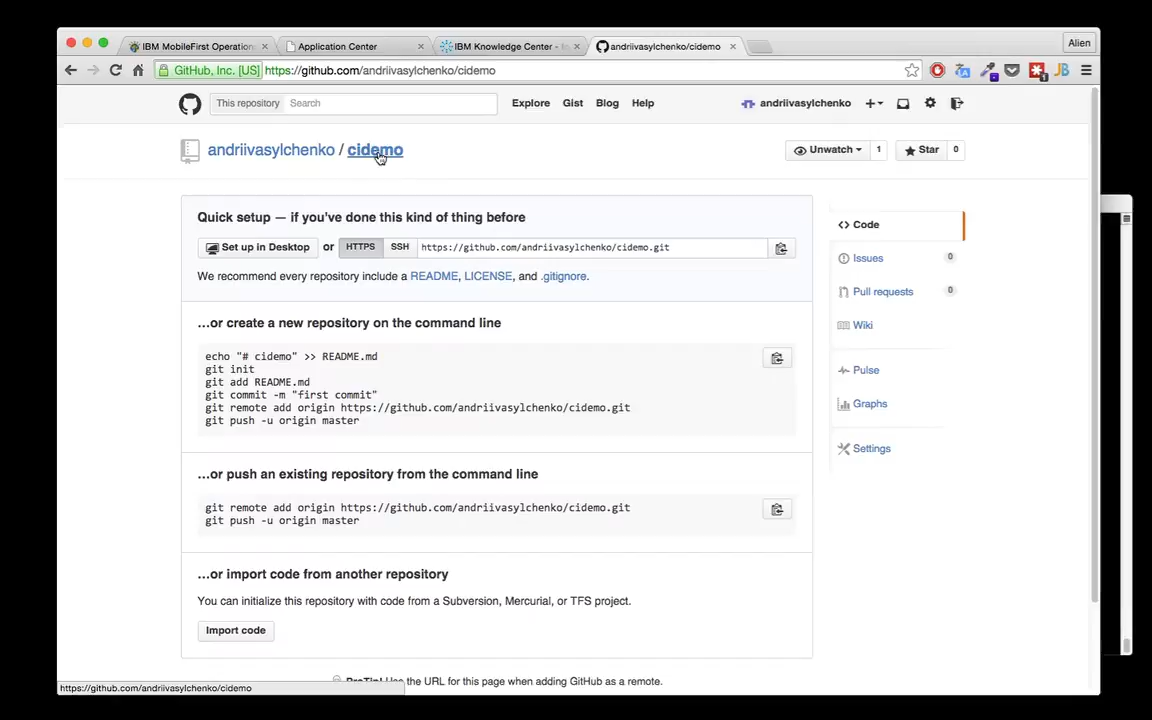 IBM MobileFirst Operation
Application Center
IBM Knowledge Center -
andriivasylchenko/cidemo
Alien
GitHub, Inc. [US]
https://github.com/andriivasylchenko/cidemo
This repository
Search
Explore
Gist
Blog
Help
andriivasylchenko
andriivasylchenko / cidemo
Unwatch
1
Star
0
Quick setup — if you've done this kind of thing before
Set up in Desktop or HTTPS SSH https://github.com/andriivasylchenko/cidemo.git
We recommend every repository include a README, LICENSE, and .gitignore.
…or create a new repository on the command line
echo "# cidemo" >> README.md
git init
git add README.md
git commit -m "first commit"
git remote add origin https://github.com/andriivasylchenko/cidemo.git
git push -u origin master
…or push an existing repository from the command line
git remote add origin https://github.com/andriivasylchenko/cidemo.git
git push -u origin master
…or import code from another repository
You can initialize this repository with code from a Subversion, Mercurial, or TFS project.
Import code
Code
Issues 0
Pull requests 0
Wiki
Pulse
Graphs
Settings
ProTip! Use the URL for this page when adding GitHub as a remote.
https://github.com/andriivasylchenko/cidemo